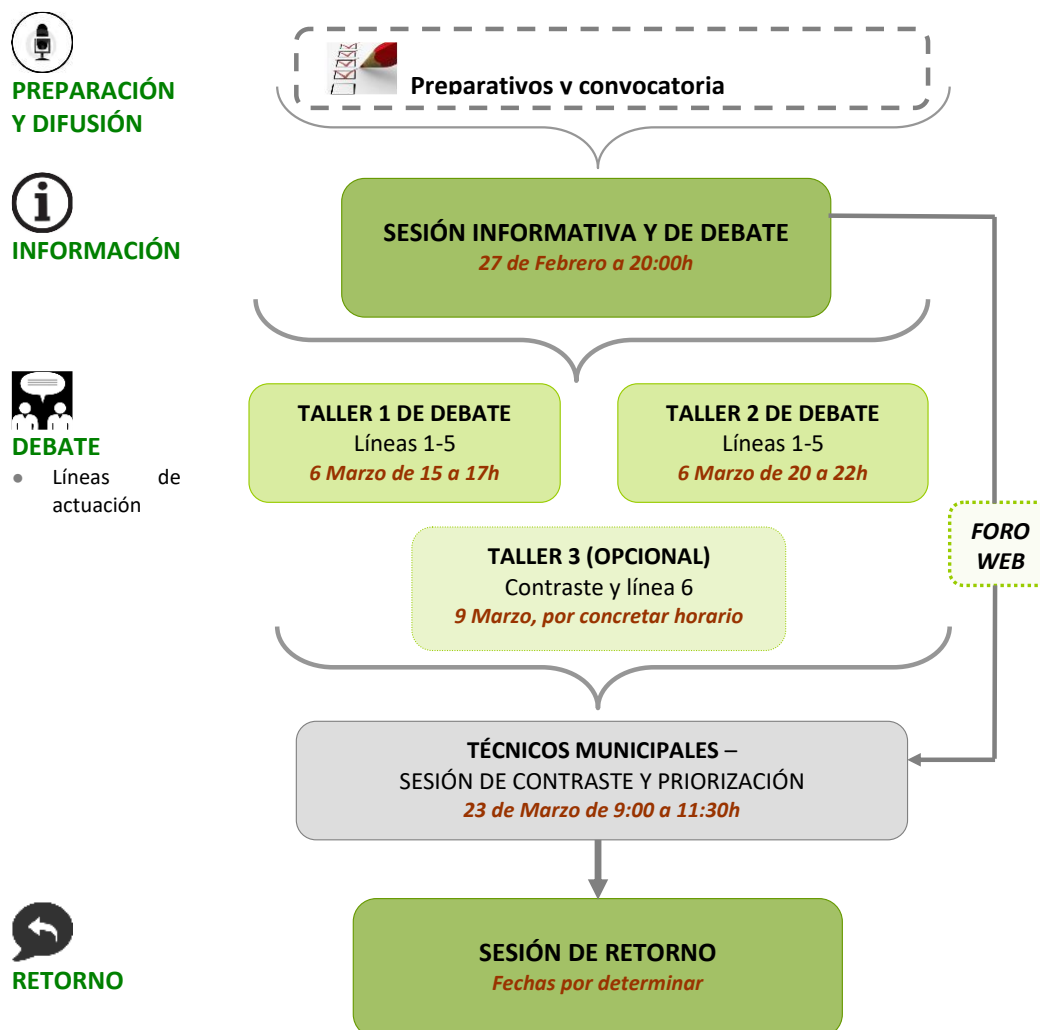 PREPARACIÓN
Y DIFUSIÓN
Preparativos y convocatoria
INFORMACIÓN
SESIÓN INFORMATIVA Y DE DEBATE
27 de Febrero a 20:00h
DEBATE
● Líneas de
actuación
TALLER 1 DE DEBATE
Líneas 1-5
6 Marzo de 15 a 17h
TALLER 2 DE DEBATE
Líneas 1-5
6 Marzo de 20 a 22h
FORO
WEB
TALLER 3 (OPCIONAL)
Contraste y línea 6
9 Marzo, por concretar horario
TÉCNICOS MUNICIPALES –
SESIÓN DE CONTRASTE Y PRIORIZACIÓN
23 de Marzo de 9:00 a 11:30h
RETORNO
SESIÓN DE RETORNO
Fechas por determinar